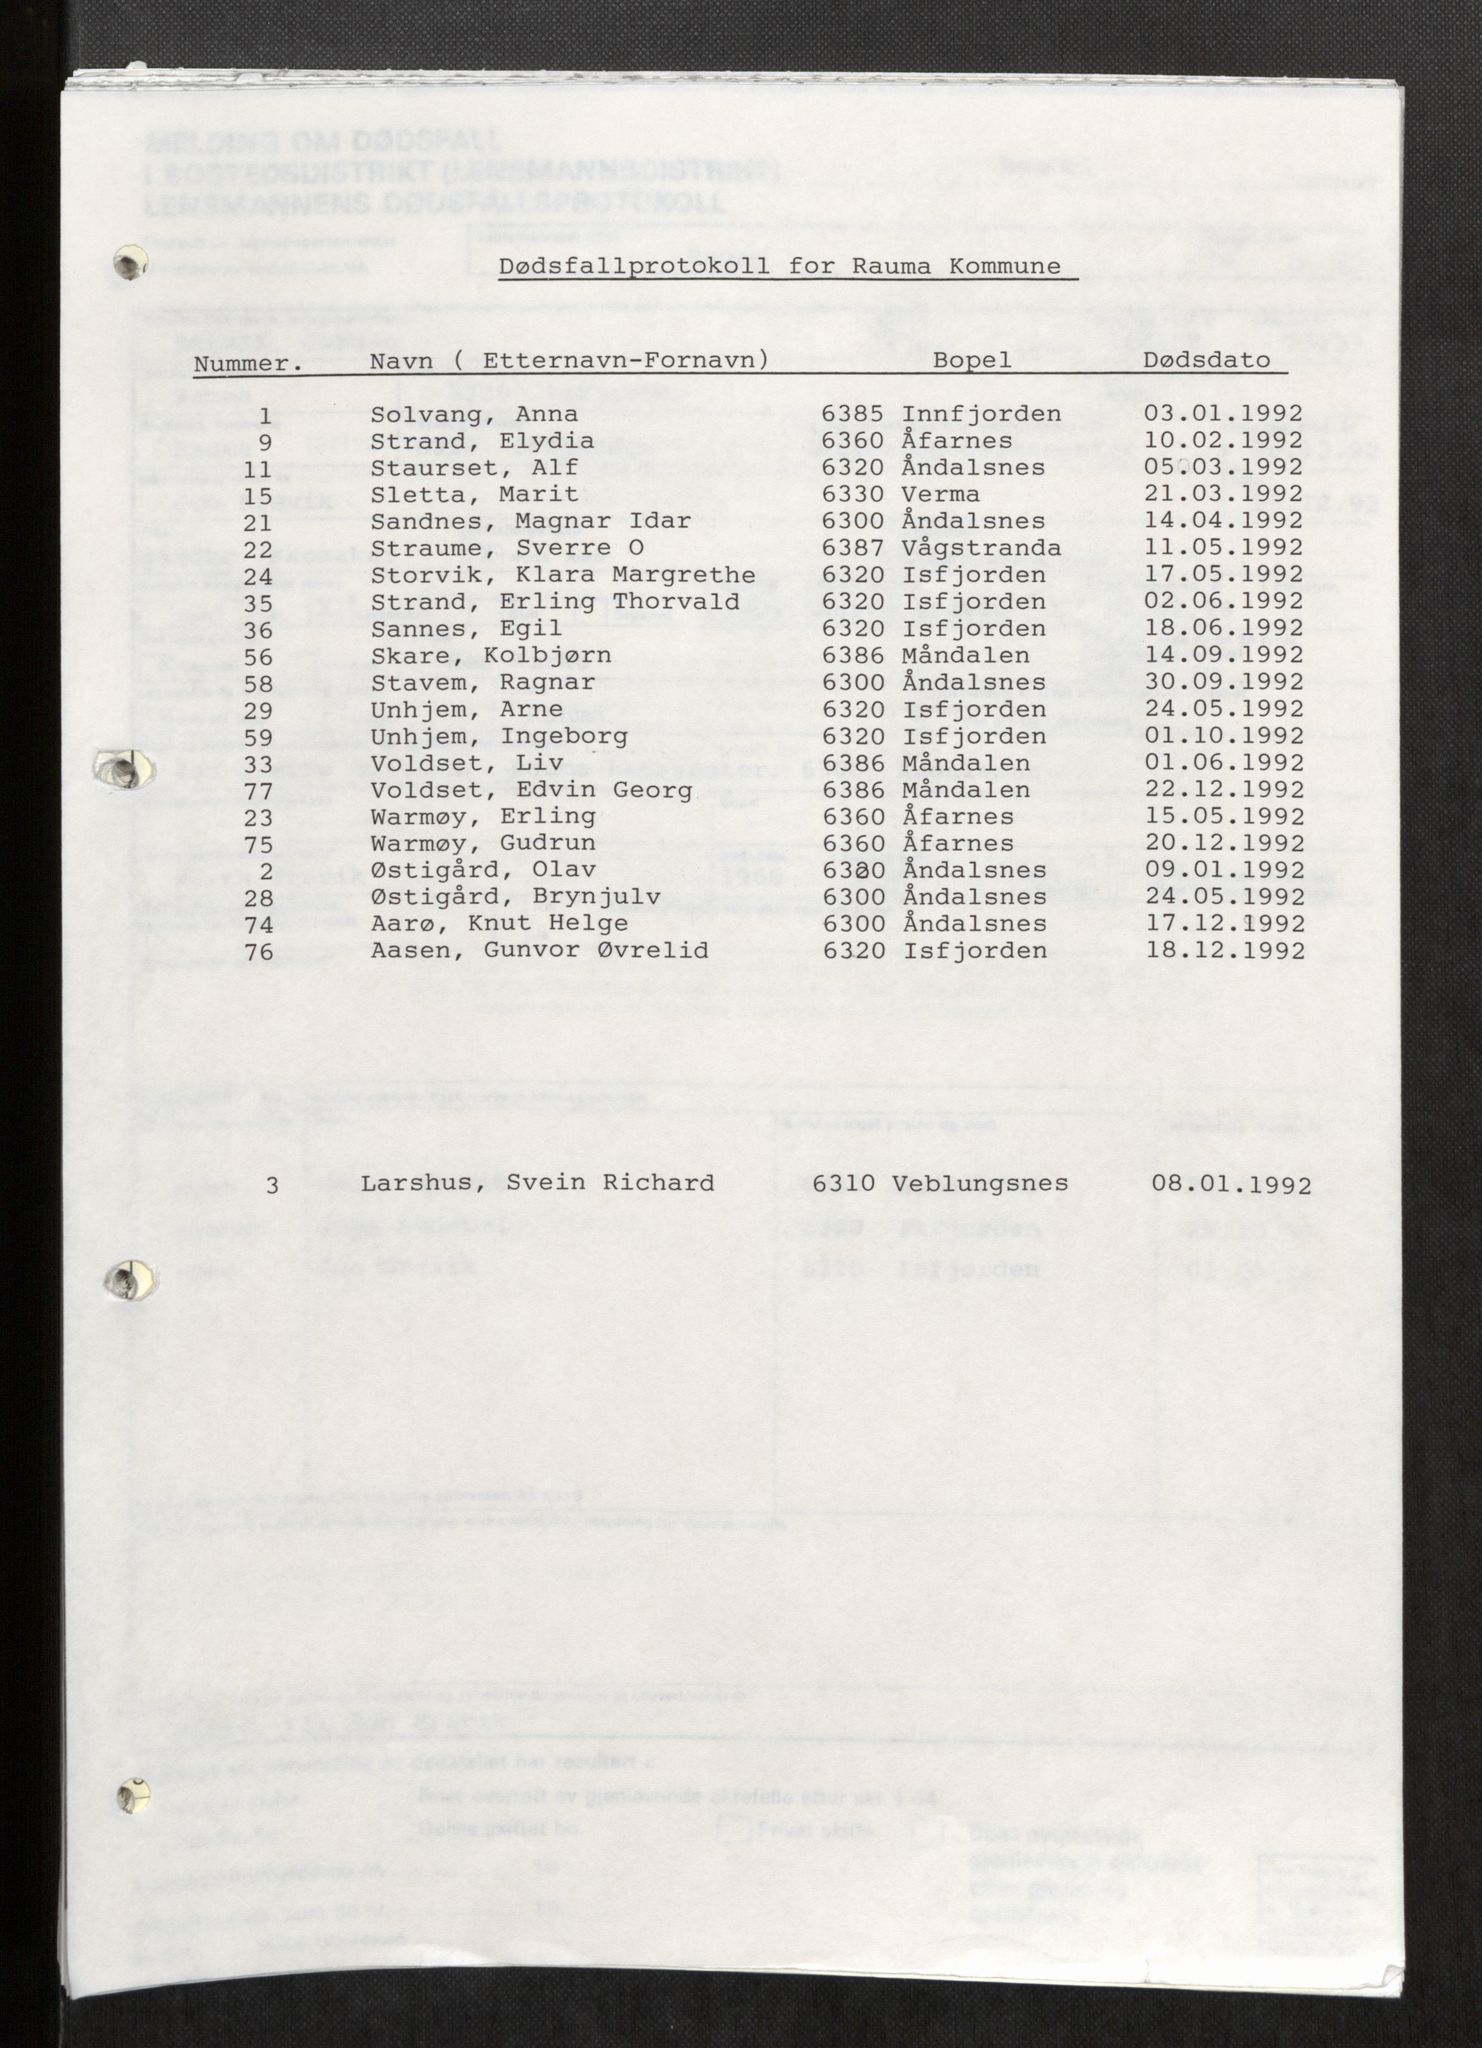 Dødsfallprotokoll for Rauma Kommune
Nummer. Navn ( Etternavn-Fornavn) Bopel Dødsdato
1 Solvang, Anna 6385 Innfjorden 03.01.1992
9 Strand, Elydia 6360 Åfarnes 10.02.1992
11 Staurset, Alf 6320 Åndalsnes 05.03.1992
15 Sletta, Marit 6330 Verma 21.03.1992
21 Sandnes, Magnar Idar 6300 Åndalsnes 14.04.1992
22 Straume, Sverre O 6387 Vågstranda 11.05.1992
24 Storvik, Klara Margrethe 6320 Isfjorden 17.05.1992
35 Strand, Erling Thorvald 6320 Isfjorden 02.06.1992
36 Sannes, Egil 6320 Isfjorden 18.06.1992
56 Skare, Kolbjørn 6386 Måndalen 14.09.1992
58 Stavem, Ragnar 6300 Åndalsnes 30.09.1992
29 Unhjem, Arne 6320 Isfjorden 24.05.1992
59 Unhjem, Ingeborg 6320 Isfjorden 01.10.1992
33 Voldset, Liv 6386 Måndalen 01.06.1992
77 Voldset, Edvin Georg 6386 Måndalen 22.12.1992
23 Warmøy, Erling 6360 Åfarnes 15.05.1992
75 Warmøy, Gudrun 6360 Åfarnes 20.12.1992
2 Østigård, Olav 6300 Åndalsnes 09.01.1992
28 Østigård, Brynjulv 6300 Åndalsnes 24.05.1992
74 Aarø, Knut Helge 6300 Åndalsnes 17.12.1992
76 Aasen, Gunvor Øvrelid 6320 Isfjorden 18.12.1992
3 Larshus, Svein Richard 6310 Veblungsnes 08.01.1992